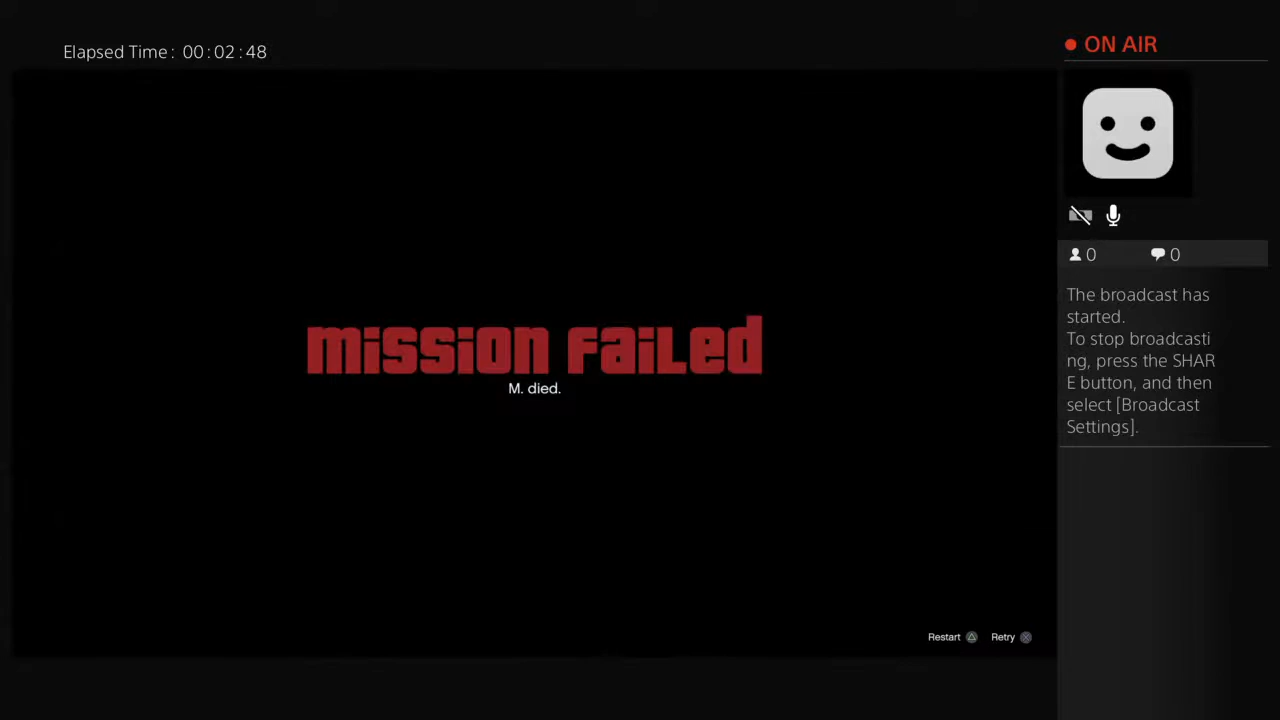 Elapsed Time: 00:02:48
ON AIR
0 0
The broadcast has
started.
To stop broadcasti
ng, press the SHAR
E button, and then
select [Broadcast
Settings].
mission failed
M. died.
Restart Retry